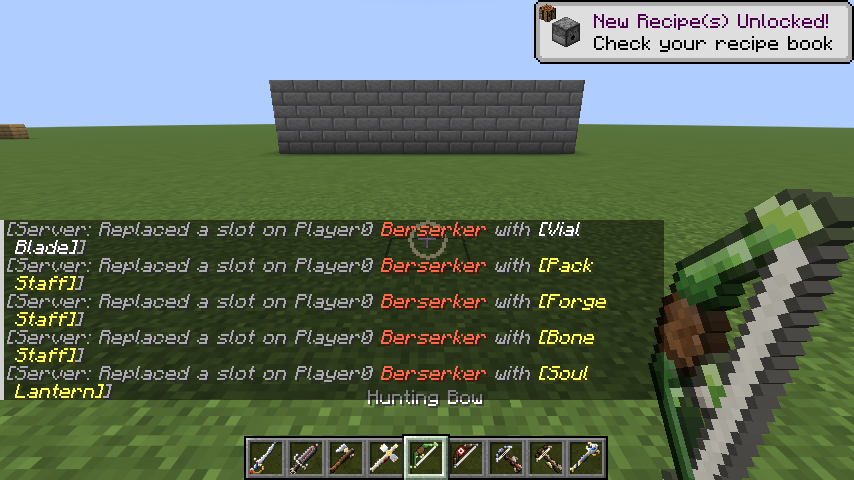 New Recipe(s) Unlocked!
Check your recipe book
[Server: Replaced a slot on Player0 Berserker with [Vial
Blade]]
[Server: Replaced a slot on Player0 Berserker with [Pack
Staff]]
[Server: Replaced a slot on Player0 Berserker with [Forge
Staff]]
[Server: Replaced a slot on Player0 Berserker with [Bone
Staff]]
[Server: Replaced a slot on Player0 Berserker with [Soul
Lantern]]
Hunting Bow